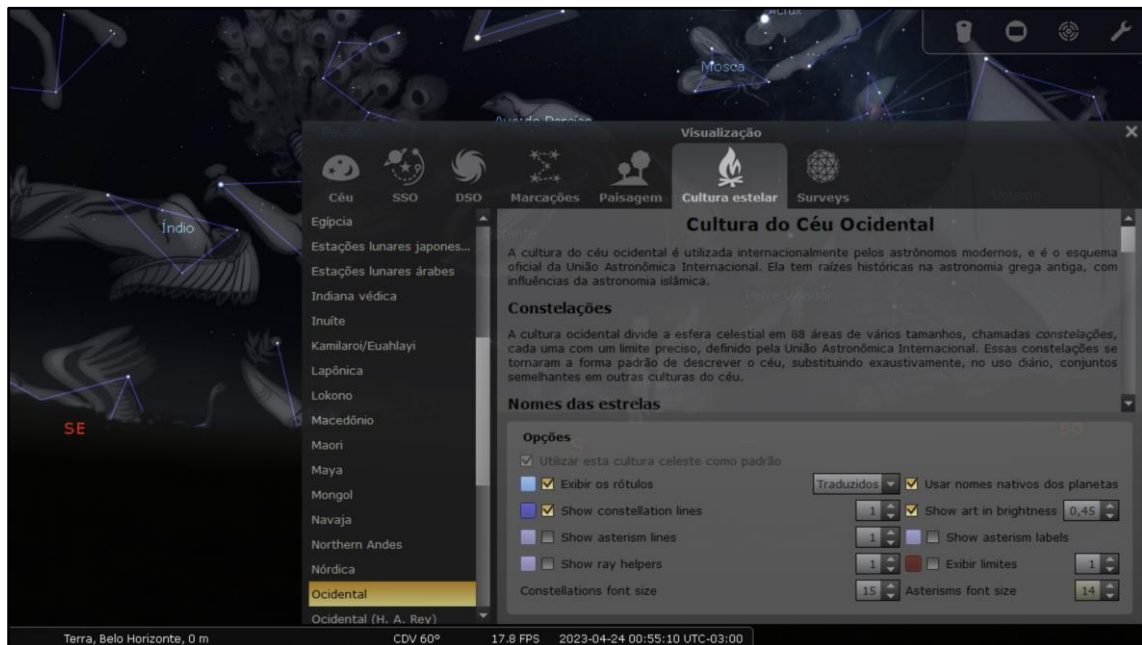 Acrux
Mosca
Ave do Paraíso
Pavão
Visualização
Céu
SSO
DSO
Marcações
Paisagem
Cultura estelar
Surveys
Índio
Egípcia
Estações lunares japones...
Estações lunares árabes
Indiana védica
Inuíte
Kamilaroi/Euahlayi
Lapônica
Lokono
Macedônio
Maori
Maya
Mongol
Navaja
Northern Andes
Nórdica
Ocidental
Ocidental (H. A. Rey)
Cultura do Céu Ocidental
A cultura do céu ocidental é utilizada internacionalmente pelos astrônomos modernos, e é o esquema
oficial da União Astronômica Internacional. Ela tem raízes históricas na astronomia grega antiga, com
influências da astronomia islâmica.
Peixe Voador
Constelações
A cultura ocidental divide a esfera celestial em 88 áreas de vários tamanhos, chamadas constelações,
cada uma com um limite preciso, definido pela União Astronômica Internacional. Essas constelações se
tornaram a forma padrão de descrever o céu, substituindo exaustivamente, no uso diário, conjuntos
semelhantes em outras culturas do céu.
Nomes das estrelas
SE
S
SO
Opções
Utilizar esta cultura celeste como padrão
Exibir os rótulos Traduzidos Usar nomes nativos dos planetas
Show constellation lines 1 Show art in brightness 0,45
Show asterism lines 1 Show asterism labels
Show ray helpers 1 Exibir limites 1
Constellations font size 15 Asterisms font size 14
Terra, Belo Horizonte, 0 m CDV 60° 17.8 FPS 2023-04-24 00:55:10 UTC-03:00